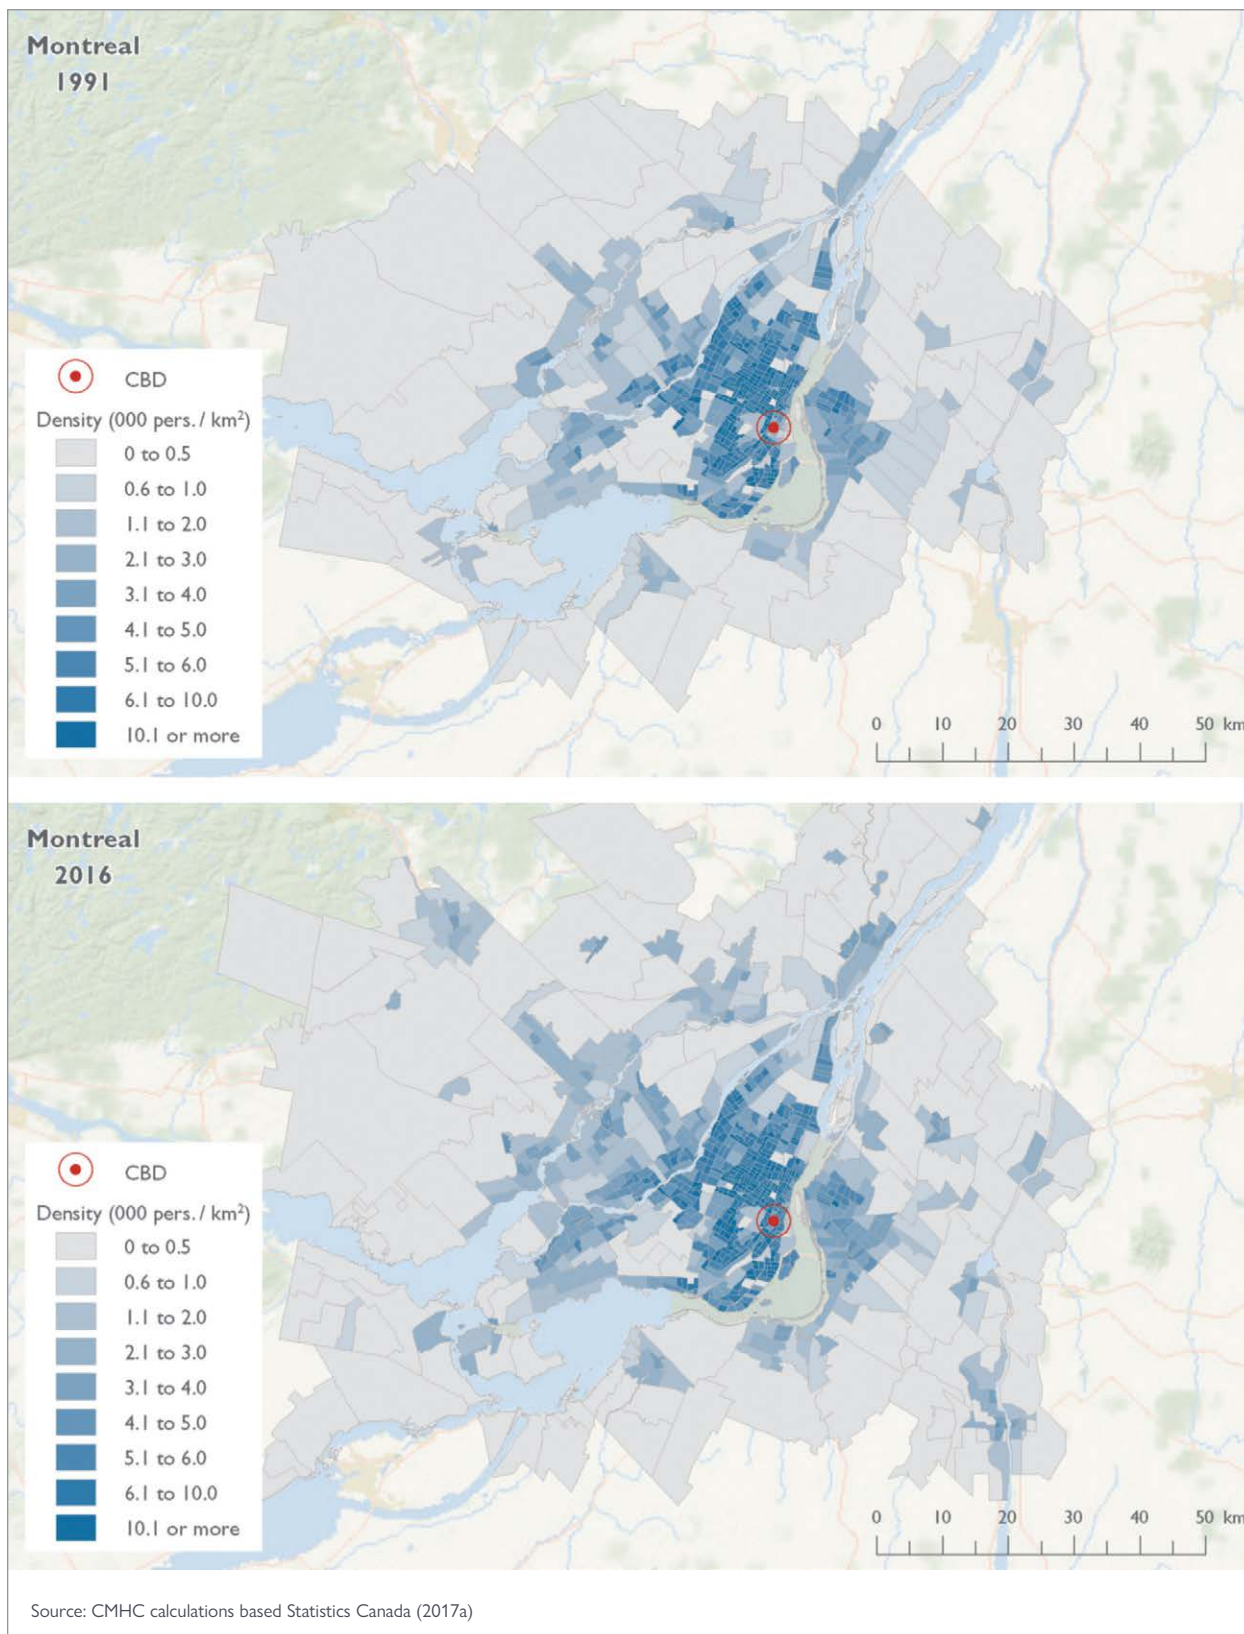 Montreal
1991
CBD
Density (000 pers. / km²)
0 to 0.5
0.6 to 1.0
1.1 to 2.0
2.1 to 3.0
3.1 to 4.0
4.1 to 5.0
5.1 to 6.0
6.1 to 10.0
10.1 or more
0 10 20 30 40 50 km
Montreal
2016
CBD
Density (000 pers. / km²)
0 to 0.5
0.6 to 1.0
1.1 to 2.0
2.1 to 3.0
3.1 to 4.0
4.1 to 5.0
5.1 to 6.0
6.1 to 10.0
10.1 or more
0 10 20 30 40 50 km
Source: CMHC calculations based Statistics Canada (2017a)